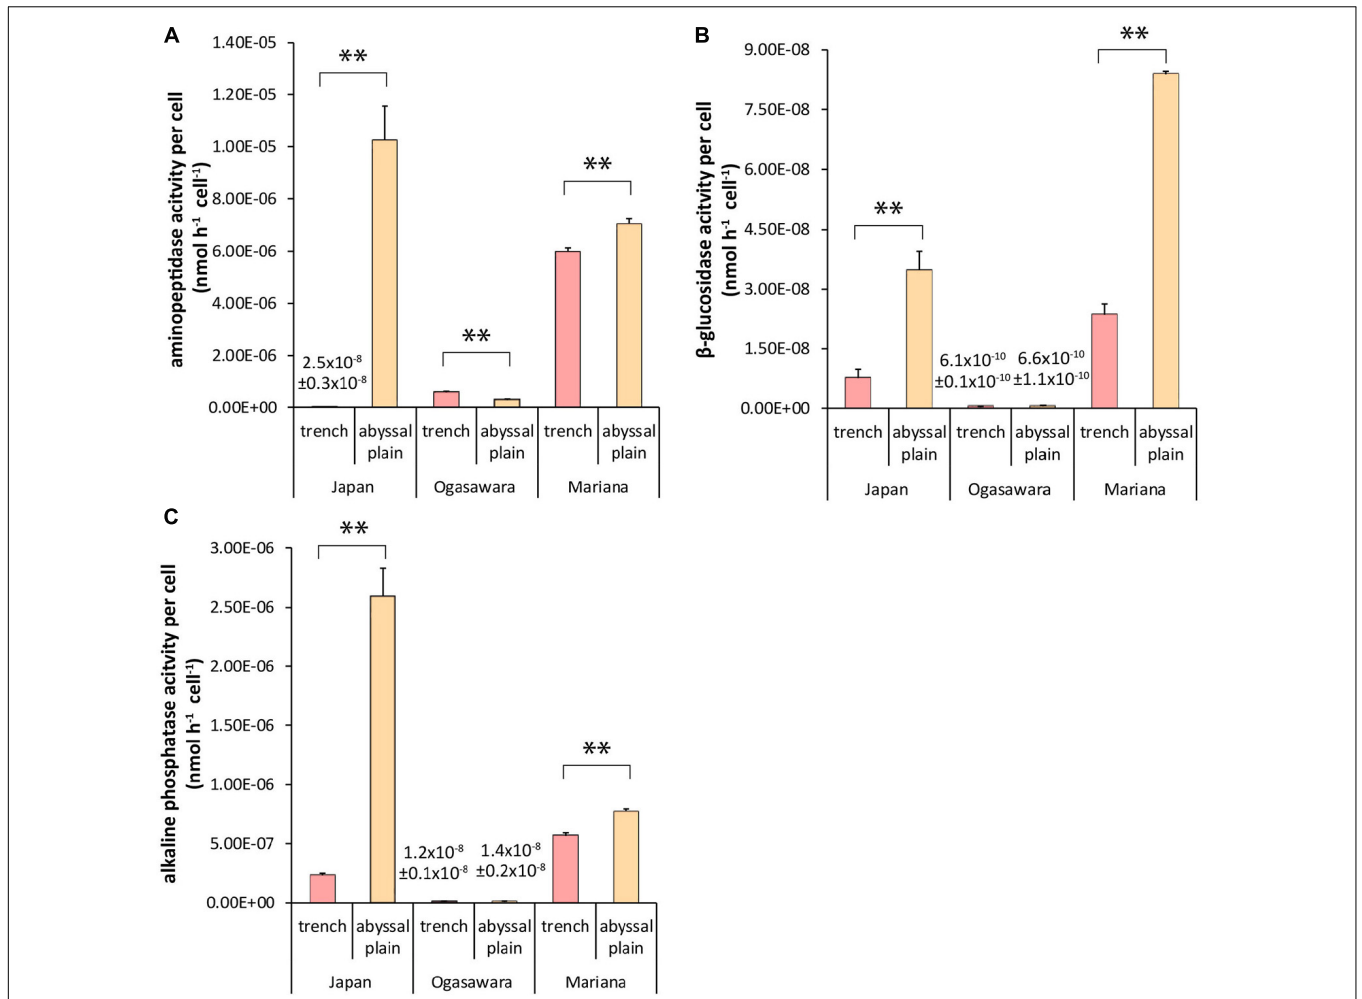 A
aminopeptidase acitvity per cell
(nmol h⁻¹ cell⁻¹)
1.40E-05
1.20E-05
1.00E-05
8.00E-06
6.00E-06
4.00E-06
2.00E-06
0.00E+00
**
**
**
2.5x10⁻⁸
±0.3x10⁻⁸
trench abyssal plain trench abyssal plain trench abyssal plain
Japan Ogasawara Mariana
B
β-glucosidase acitvity per cell
(nmol h⁻¹ cell⁻¹)
9.00E-08
7.50E-08
6.00E-08
4.50E-08
3.00E-08
1.50E-08
0.00E+00
**
**
6.1x10⁻¹⁰ 6.6x10⁻¹⁰
±0.1x10⁻¹⁰ ±1.1x10⁻¹⁰
trench abyssal plain trench abyssal plain trench abyssal plain
Japan Ogasawara Mariana
C
alkaline phosphatase acitvity per cell
(nmol h⁻¹ cell⁻¹)
3.00E-06
2.50E-06
2.00E-06
1.50E-06
1.00E-06
5.00E-07
0.00E+00
**
**
1.2x10⁻⁸ 1.4x10⁻⁸
±0.1x10⁻⁸ ±0.2x10⁻⁸
trench abyssal plain trench abyssal plain trench abyssal plain
Japan Ogasawara Mariana